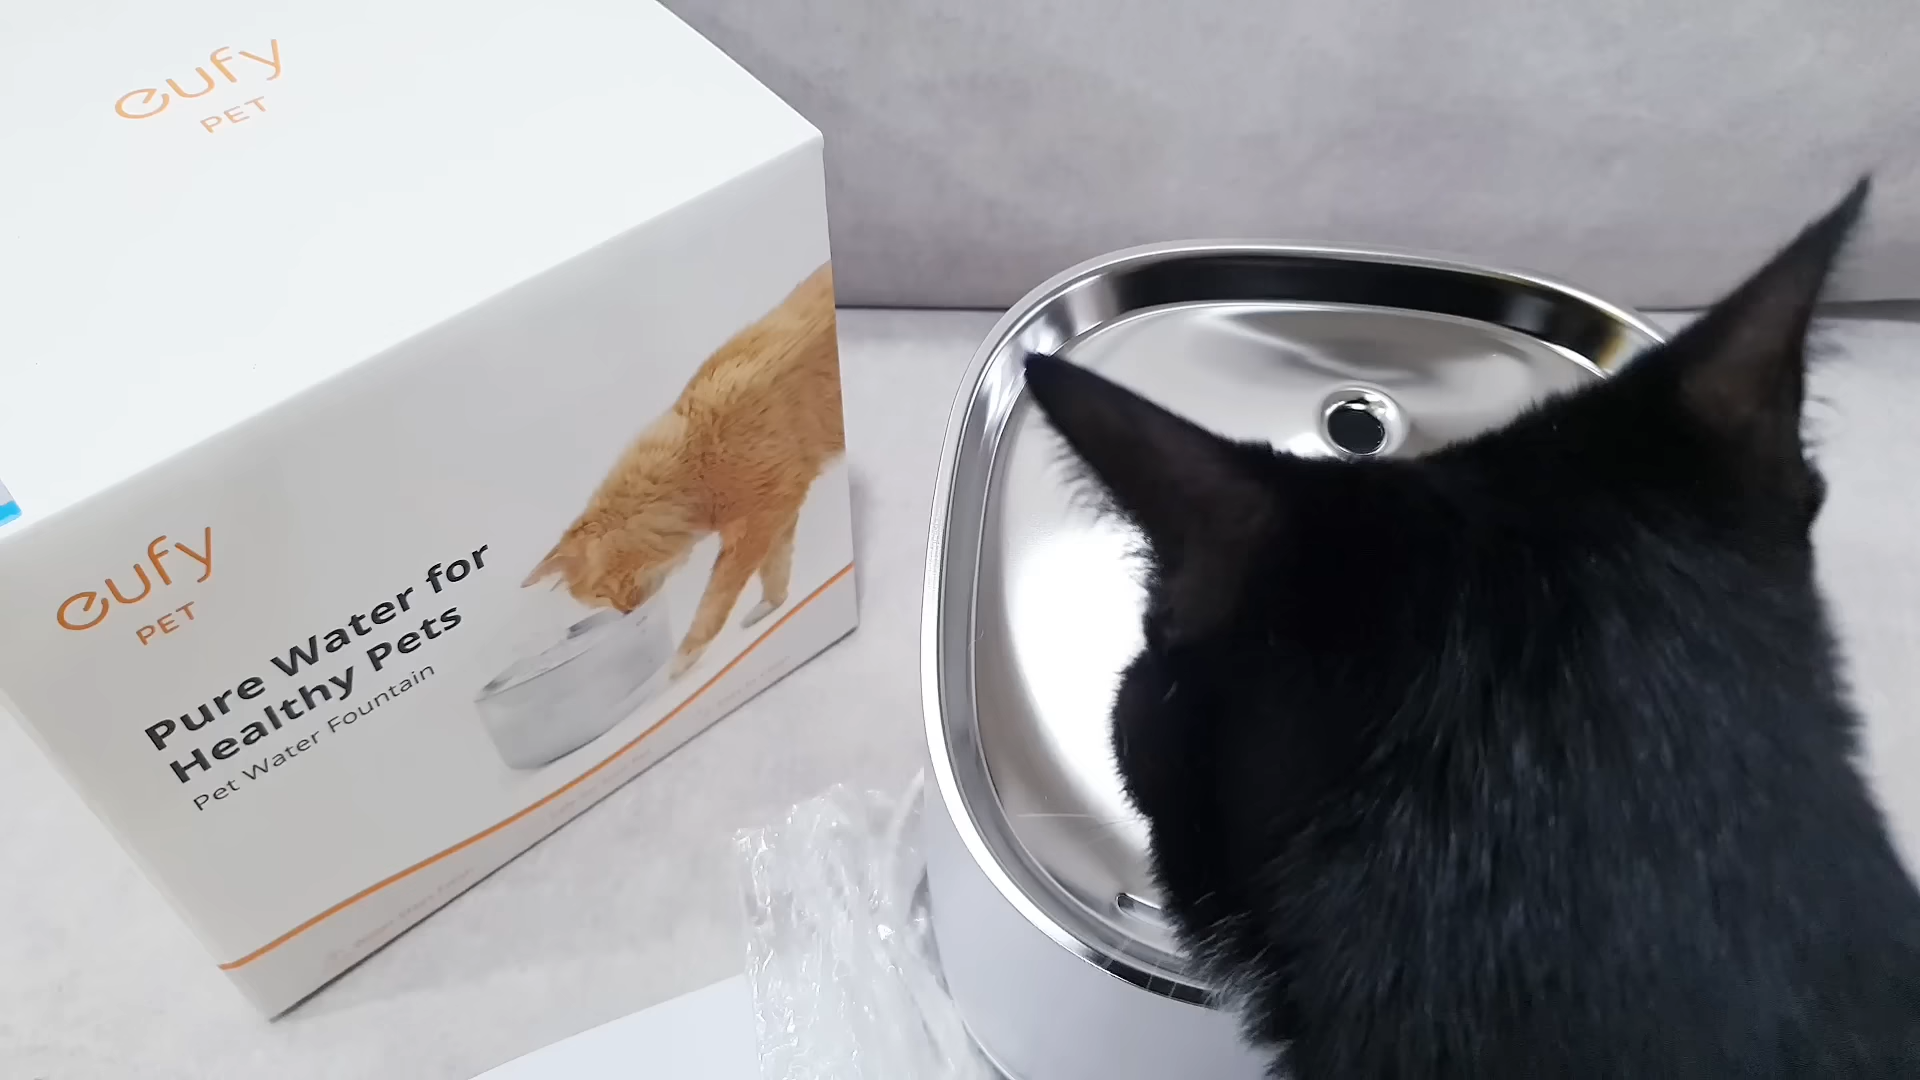 eufy
PET
eufy
PET
Pure Water for
Healthy Pets
Pet Water Fountain